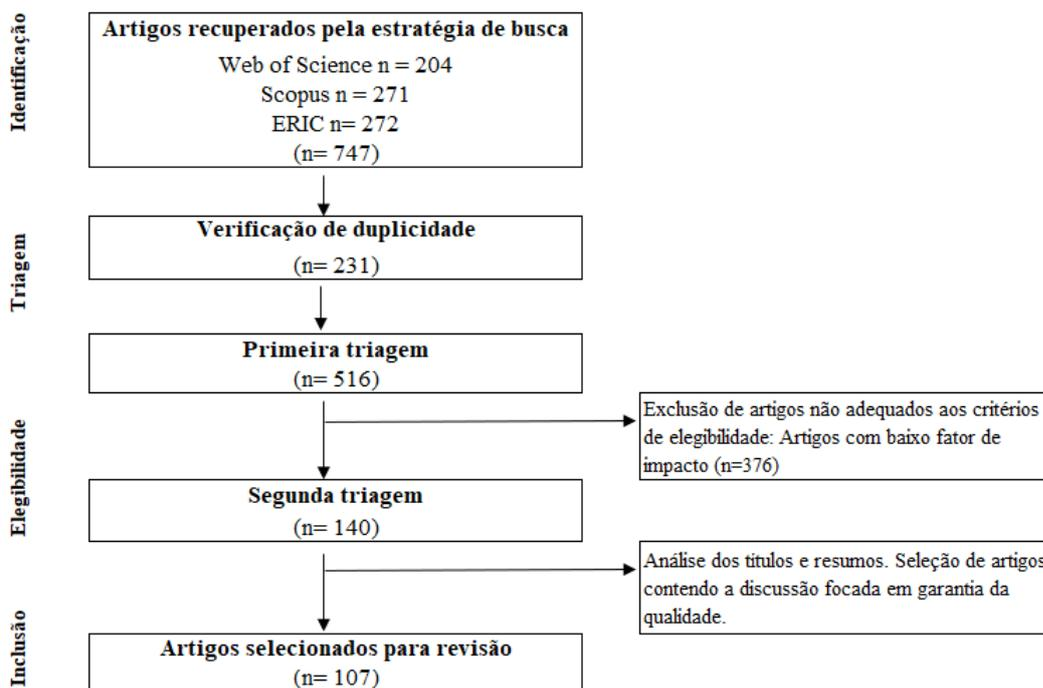 Identificação
Artigos recuperados pela estratégia de busca
Web of Science n = 204
Scopus n = 271
ERIC n= 272
(n= 747)
Triagem
Verificação de duplicidade
(n= 231)
Primeira triagem
(n= 516)
Elegibilidade
Exclusão de artigos não adequados aos critérios
de elegibilidade: Artigos com baixo fator de
impacto (n=376)
Segunda triagem
(n= 140)
Análise dos titulos e resumos. Seleção de artigos
contendo a discussão focada em garantia da
qualidade.
Inclusão
Artigos selecionados para revisão
(n= 107)